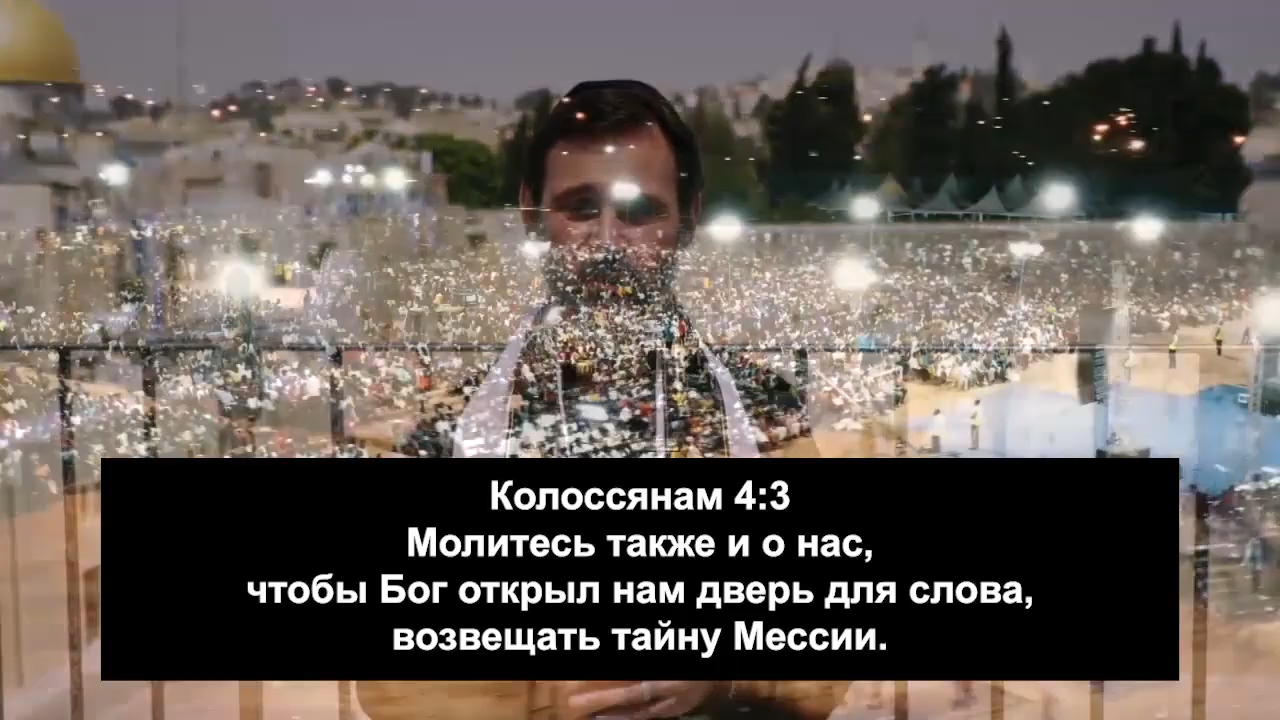 Колоссянам 4:3
Молитесь также и о нас,
чтобы Бог открыл нам дверь для слова,
возвещать тайну Мессии.